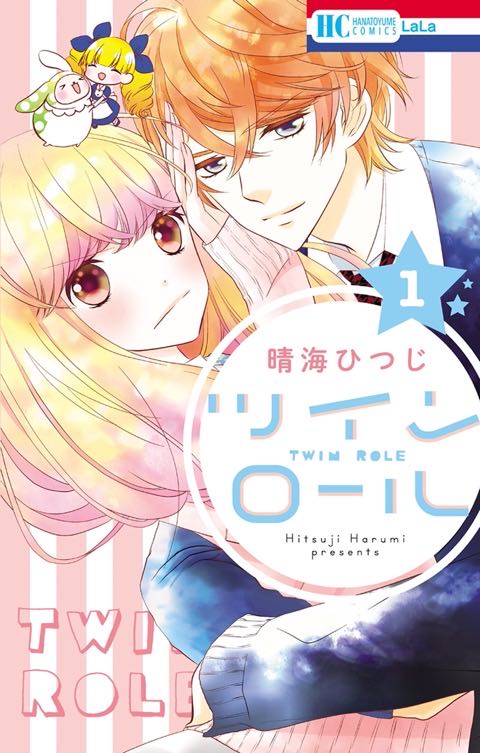 HC HANATOYUME COMICS LaLa
1
晴海ひつじ
ツイン
TWIN ROLE
ロール
Hitsuji Harumi
presents
TWI
ROLE